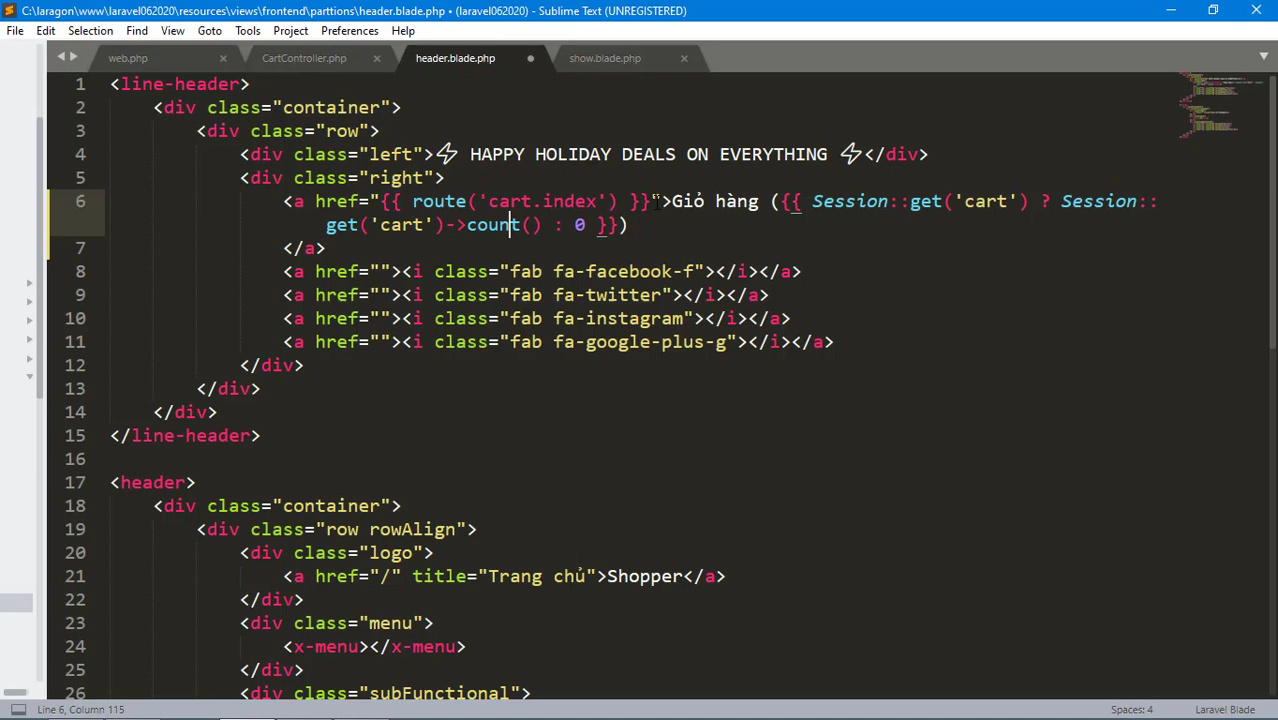 C:\laragon\www\laravel062020\resources\views\frontend\parttions\header.blade.php • (laravel062020) - Sublime Text (UNREGISTERED)
File Edit Selection Find View Goto Tools Project Preferences Help
web.php CartController.php header.blade.php show.blade.php
1 <line-header>
2 <div class="container">
3 <div class="row">
4 <div class="left">⚡ HAPPY HOLIDAY DEALS ON EVERYTHING ⚡</div>
5 <div class="right">
6 <a href="{{ route('cart.index') }}">Giỏ hàng ({{ Session::get('cart') ? Session::
get('cart')->count() : 0 }})
7 </a>
8 <a href=""><i class="fab fa-facebook-f"></i></a>
9 <a href=""><i class="fab fa-twitter"></i></a>
10 <a href=""><i class="fab fa-instagram"></i></a>
11 <a href=""><i class="fab fa-google-plus-g"></i></a>
12 </div>
13 </div>
14 </div>
15 </line-header>
16
17 <header>
18 <div class="container">
19 <div class="row rowAlign">
20 <div class="logo">
21 <a href="/" title="Trang chủ">Shopper</a>
22 </div>
23 <div class="menu">
24 <x-menu></x-menu>
25 </div>
26 <div class="subFunctional">
Line 6, Column 115 Spaces: 4 Laravel Blade